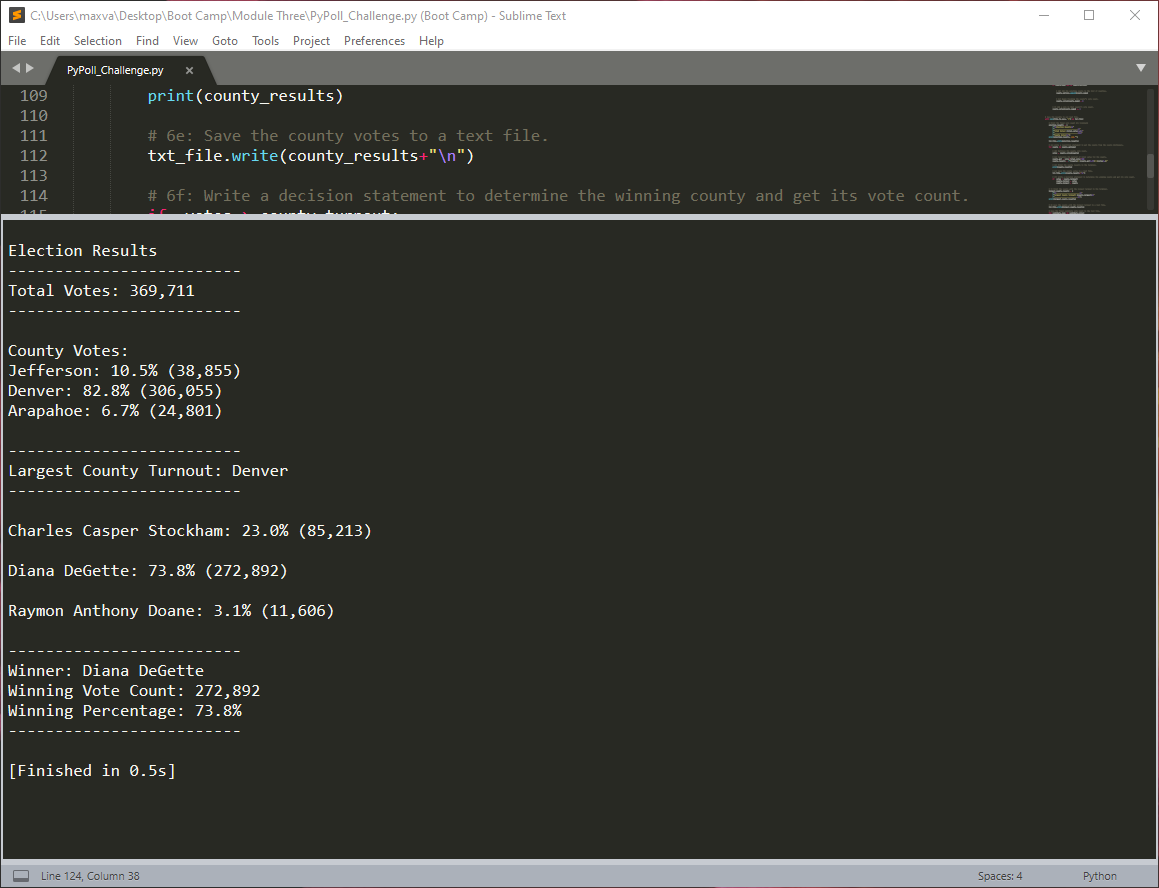 C:\Users\maxva\Desktop\Boot Camp\Module Three\PyPoll_Challenge.py (Boot Camp) - Sublime Text
File Edit Selection Find View Goto Tools Project Preferences Help
PyPoll_Challenge.py ×
109 print(county_results)
110
111 # 6e: Save the county votes to a text file.
112 txt_file.write(county_results+"\n")
113
114 # 6f: Write a decision statement to determine the winning county and get its vote count.
Election Results
-------------------------
Total Votes: 369,711
-------------------------
County Votes:
Jefferson: 10.5% (38,855)
Denver: 82.8% (306,055)
Arapahoe: 6.7% (24,801)
-------------------------
Largest County Turnout: Denver
-------------------------
Charles Casper Stockham: 23.0% (85,213)
Diana DeGette: 73.8% (272,892)
Raymon Anthony Doane: 3.1% (11,606)
-------------------------
Winner: Diana DeGette
Winning Vote Count: 272,892
Winning Percentage: 73.8%
-------------------------
[Finished in 0.5s]
Line 124, Column 38 Spaces: 4 Python